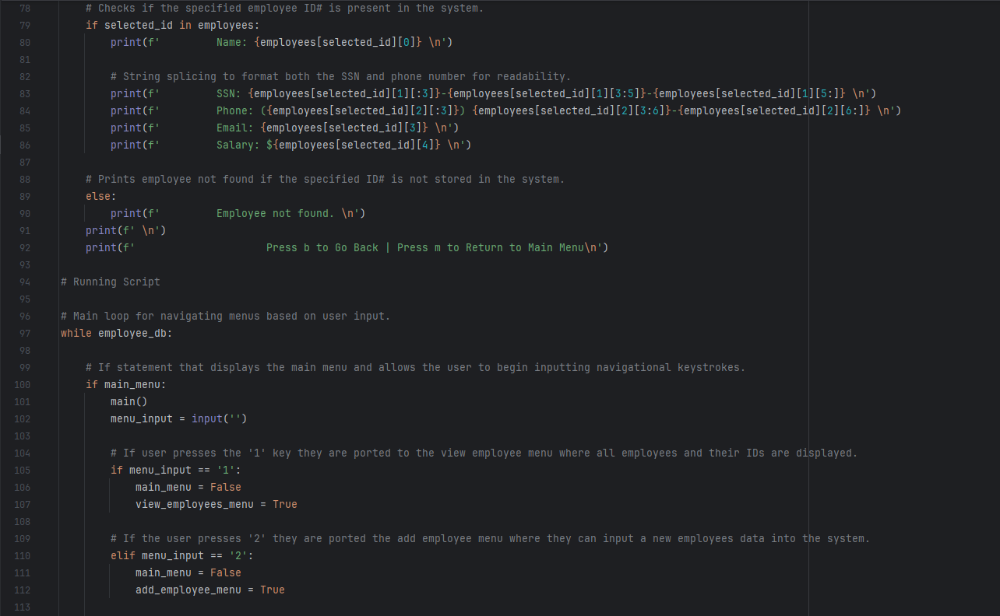 78 # Checks if the specified employee ID# is present in the system.
79 if selected_id in employees:
80 print(f'         Name: {employees[selected_id][0]} \n')
81
82 # String splicing to format both the SSN and phone number for readability.
83 print(f'         SSN: {employees[selected_id][1][:3]}-{employees[selected_id][1][3:5]}-{employees[selected_id][1][5:]} \n')
84 print(f'         Phone: ({employees[selected_id][2][:3]}) {employees[selected_id][2][3:6]}-{employees[selected_id][2][6:]} \n')
85 print(f'         Email: {employees[selected_id][3]} \n')
86 print(f'         Salary: ${employees[selected_id][4]} \n')
87
88 # Prints employee not found if the specified ID# is not stored in the system.
89 else:
90 print(f'         Employee not found. \n')
91 print(f' \n')
92 print(f'                     Press b to Go Back | Press m to Return to Main Menu\n')
93
94 # Running Script
95
96 # Main loop for navigating menus based on user input.
97 while employee_db:
98
99 # If statement that displays the main menu and allows the user to begin inputting navigational keystrokes.
100 if main_menu:
101 main()
102 menu_input = input('')
103
104 # If user presses the '1' key they are ported to the view employee menu where all employees and their IDs are displayed.
105 if menu_input == '1':
106 main_menu = False
107 view_employees_menu = True
108
109 # If the user presses '2' they are ported the add employee menu where they can input a new employees data into the system.
110 elif menu_input == '2':
111 main_menu = False
112 add_employee_menu = True
113